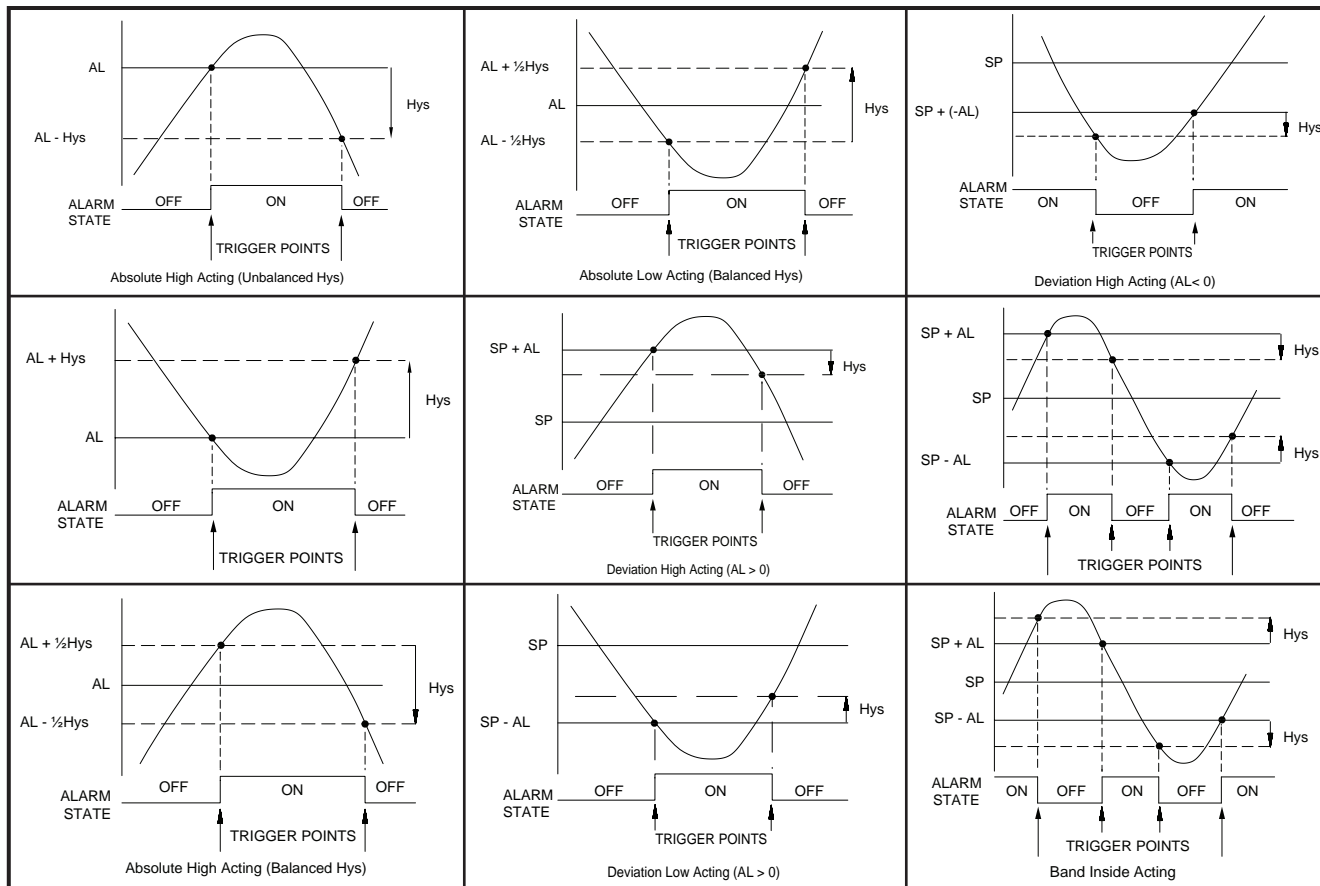 AL
Hys
AL - Hys
OFF
ON
OFF
ALARM
STATE
TRIGGER POINTS
Absolute High Acting (Unbalanced Hys)
AL + ½Hys
Hys
AL
AL - ½Hys
OFF
ON
OFF
ALARM
STATE
TRIGGER POINTS
Absolute Low Acting (Balanced Hys)
SP
SP + (-AL)
Hys
ALARM
STATE
ON
OFF
ON
TRIGGER POINTS
Deviation High Acting (AL< 0)
AL + Hys
Hys
AL
ALARM
STATE
OFF
ON
OFF
TRIGGER POINTS
SP + AL
Hys
SP
OFF
ON
OFF
ALARM
STATE
TRIGGER POINTS
Deviation High Acting (AL > 0)
SP + AL
Hys
SP
Hys
SP - AL
ALARM
STATE
OFF
ON
OFF
ON
OFF
TRIGGER POINTS
AL + ½Hys
AL
Hys
AL - ½Hys
OFF
ON
OFF
ALARM
STATE
TRIGGER POINTS
Absolute High Acting (Balanced Hys)
SP
Hys
SP - AL
OFF
ON
OFF
ALARM
STATE
TRIGGER POINTS
Deviation Low Acting (AL > 0)
Hys
SP + AL
SP
SP - AL
Hys
ALARM
STATE
ON
OFF
ON
OFF
ON
TRIGGER POINTS
Band Inside Acting